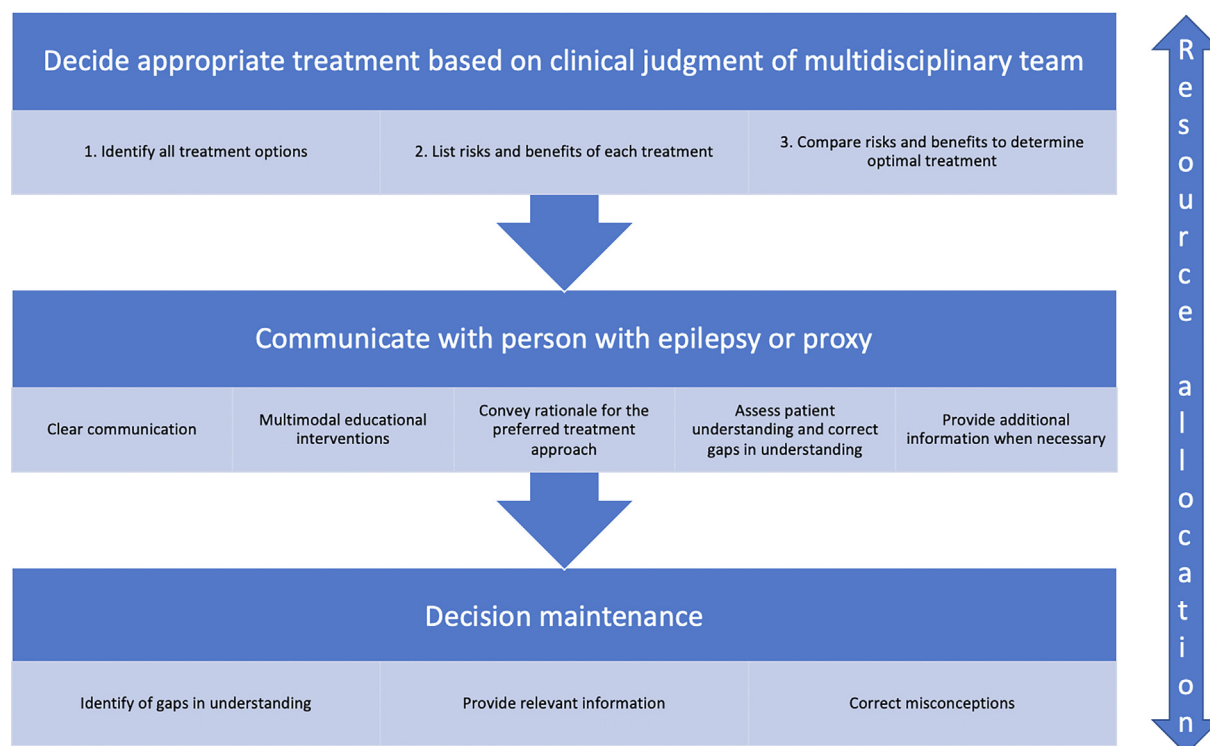 Decide appropriate treatment based on clinical judgment of multidisciplinary team
1. Identify all treatment options
2. List risks and benefits of each treatment
3. Compare risks and benefits to determine
optimal treatment
Communicate with person with epilepsy or proxy
Clear communication
Multimodal educational
interventions
Convey rationale for the
preferred treatment
approach
Assess patient
understanding and correct
gaps in understanding
Provide additional
information when necessary
Decision maintenance
Identify of gaps in understanding
Provide relevant information
Correct misconceptions
Resource allocation